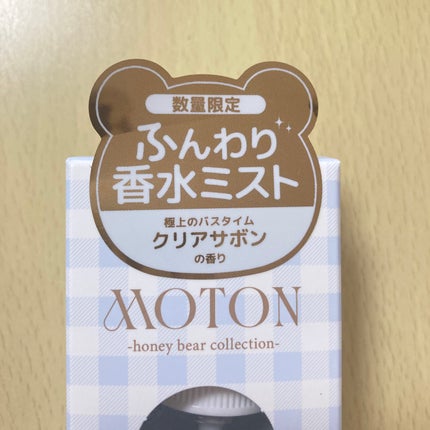 数量限定
ふんわり
香水ミスト
極上のバスタイム
クリアサボン
の香り
MOTON
-honey bear collection-